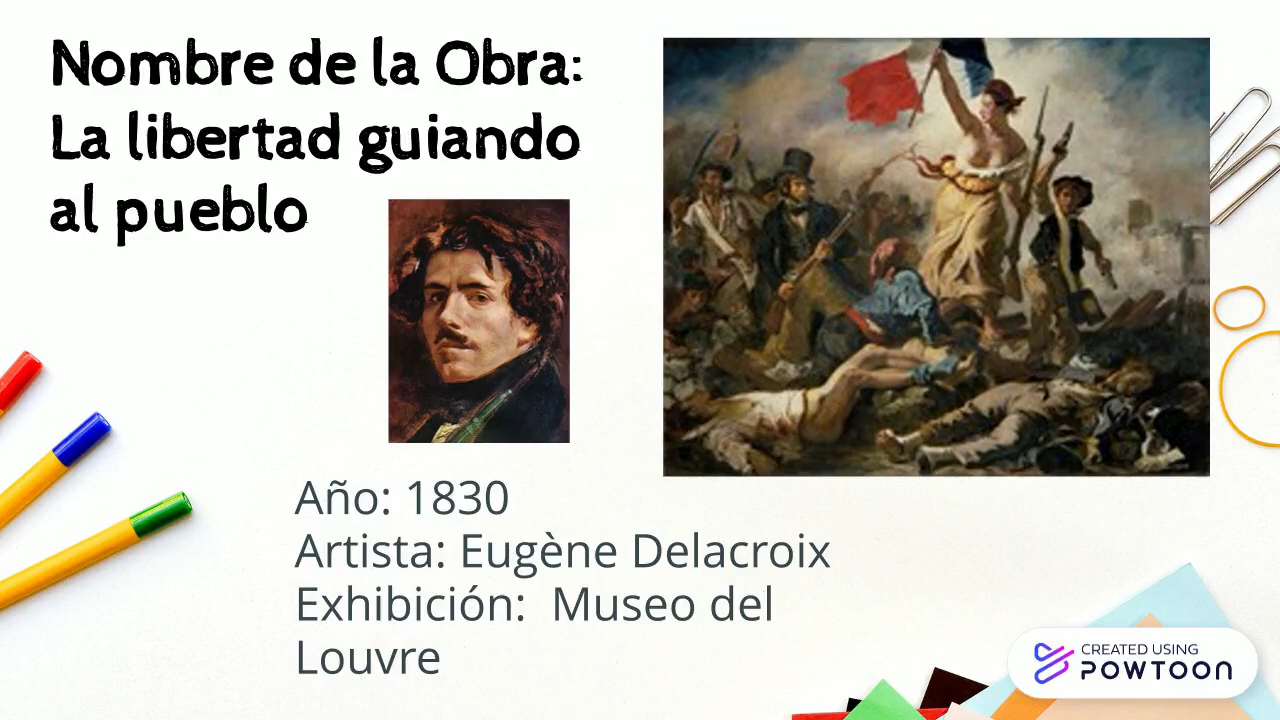 Nombre de la Obra:
La libertad guiando
al pueblo
Año: 1830
Artista: Eugène Delacroix
Exhibición:  Museo del
Louvre
CREATED USING
POWTOON